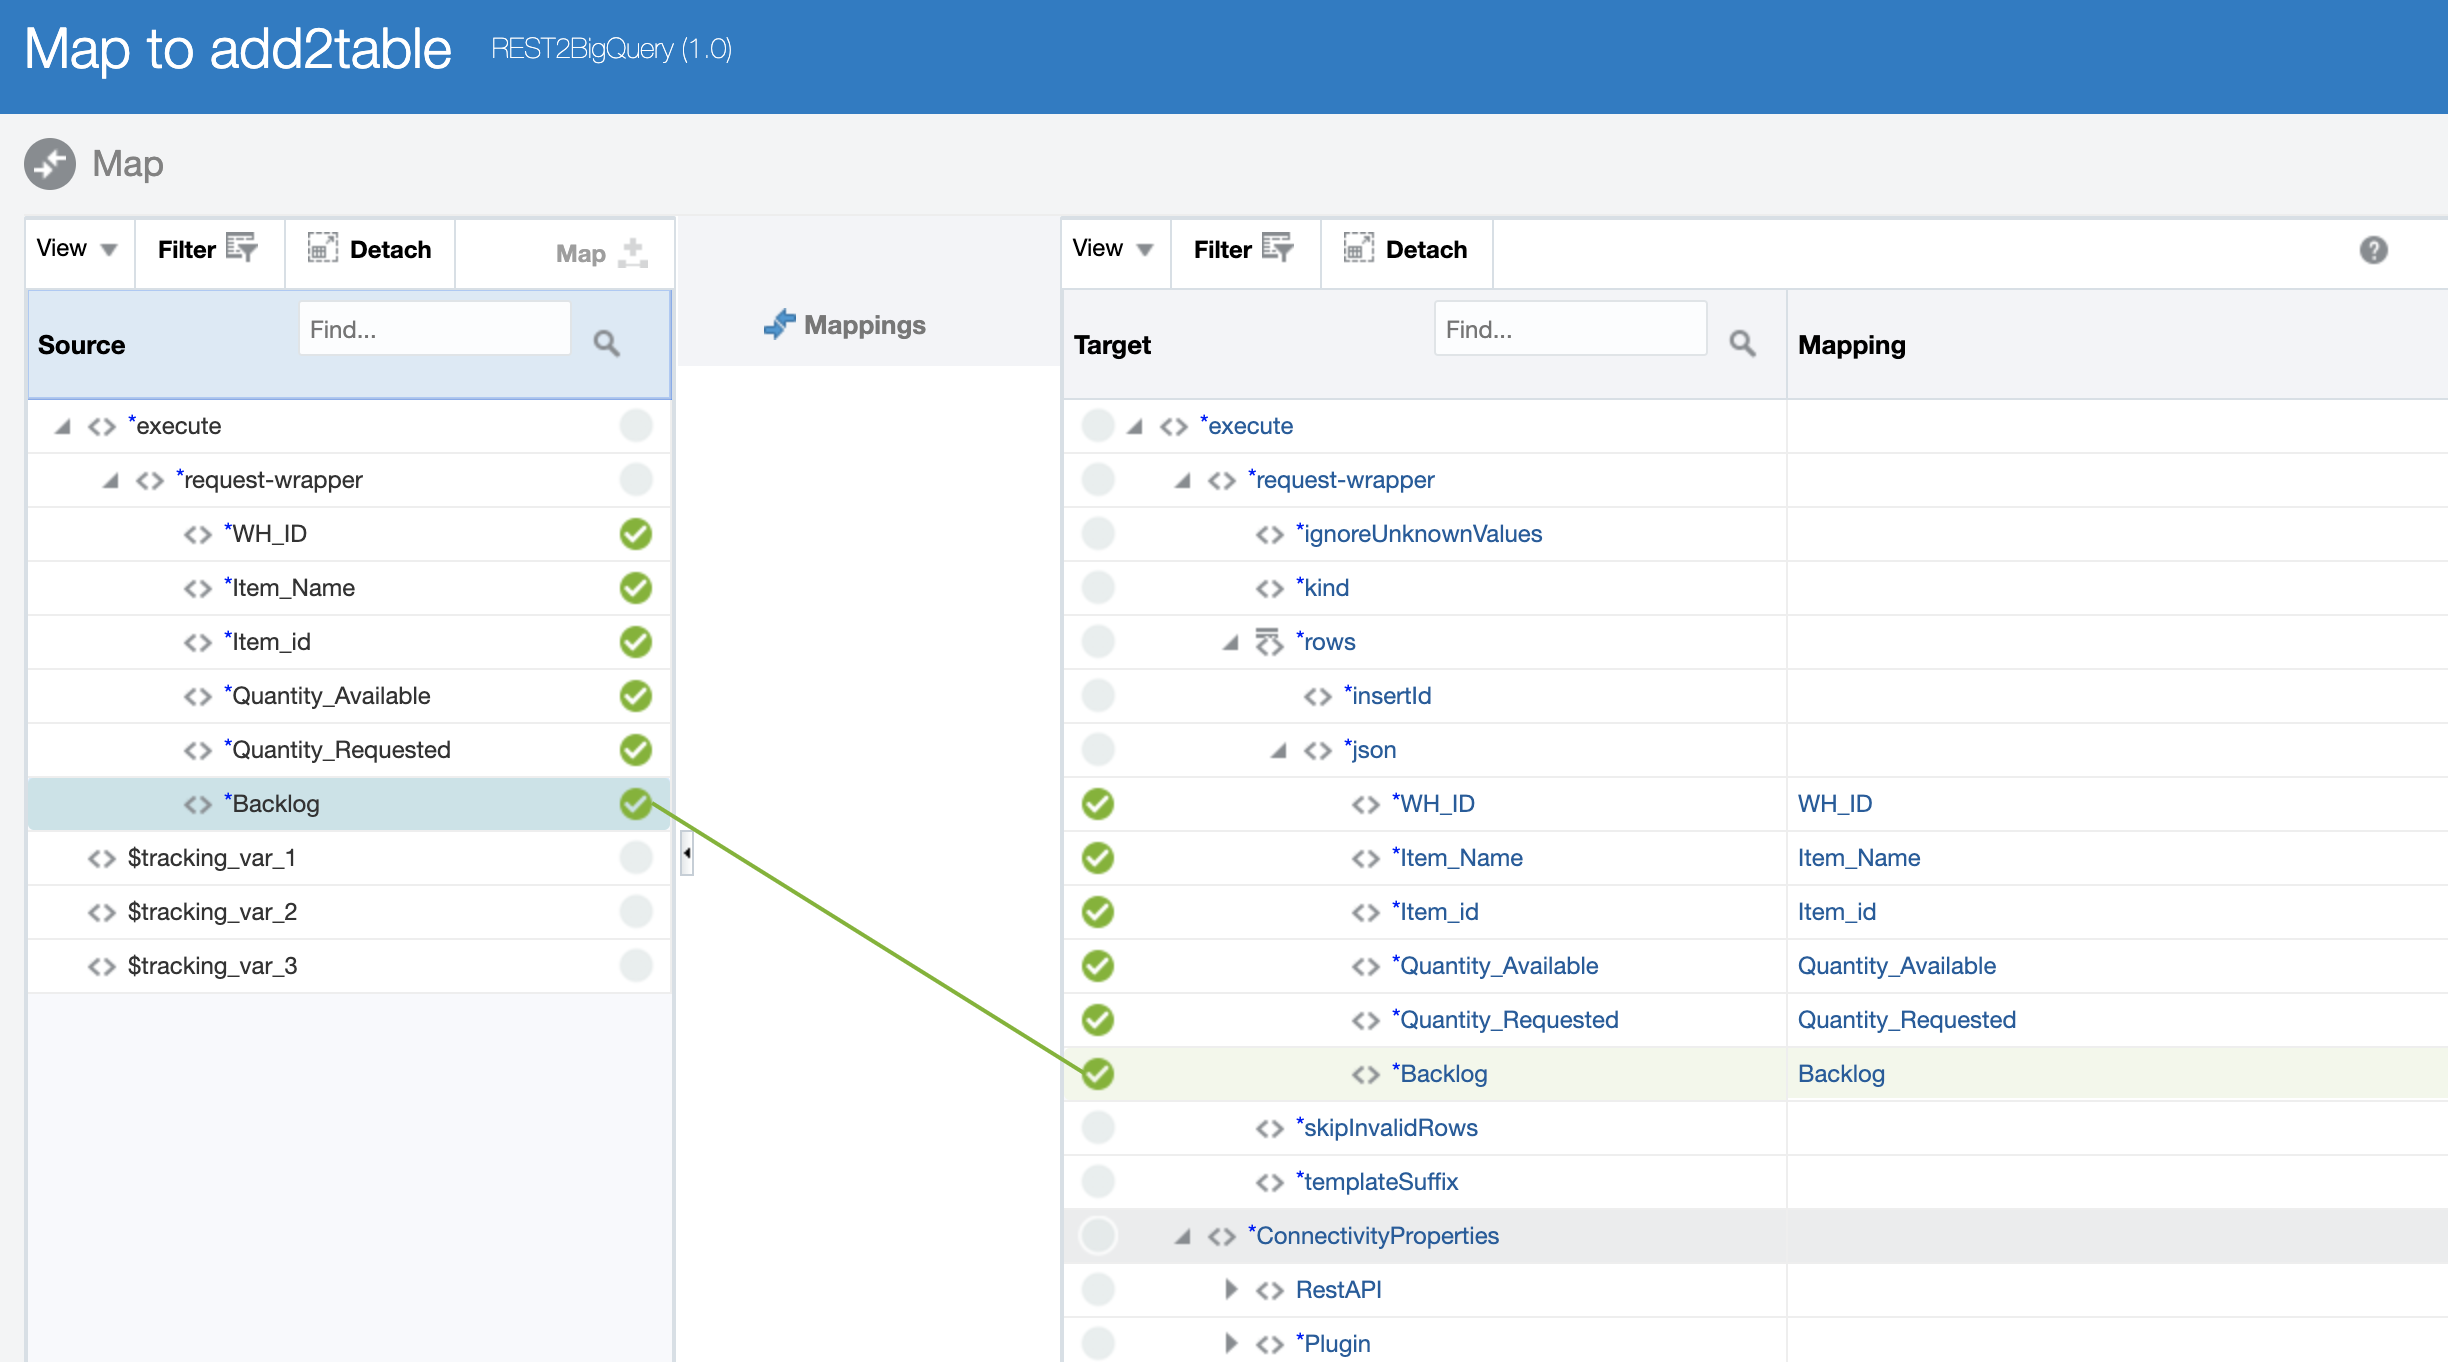 Map to add2table REST2BigQuery (1.0)
Map
View Filter Detach Map
Source Find...
*execute
*request-wrapper
*WH_ID
*Item_Name
*Item_id
*Quantity_Available
*Quantity_Requested
*Backlog
$tracking_var_1
$tracking_var_2
$tracking_var_3
Mappings
View Filter Detach ?
Target Find... Mapping
*execute
*request-wrapper
*ignoreUnknownValues
*kind
*rows
*insertId
*json
*WH_ID WH_ID
*Item_Name Item_Name
*Item_id Item_id
*Quantity_Available Quantity_Available
*Quantity_Requested Quantity_Requested
*Backlog Backlog
*skipInvalidRows
*templateSuffix
*ConnectivityProperties
RestAPI
*Plugin